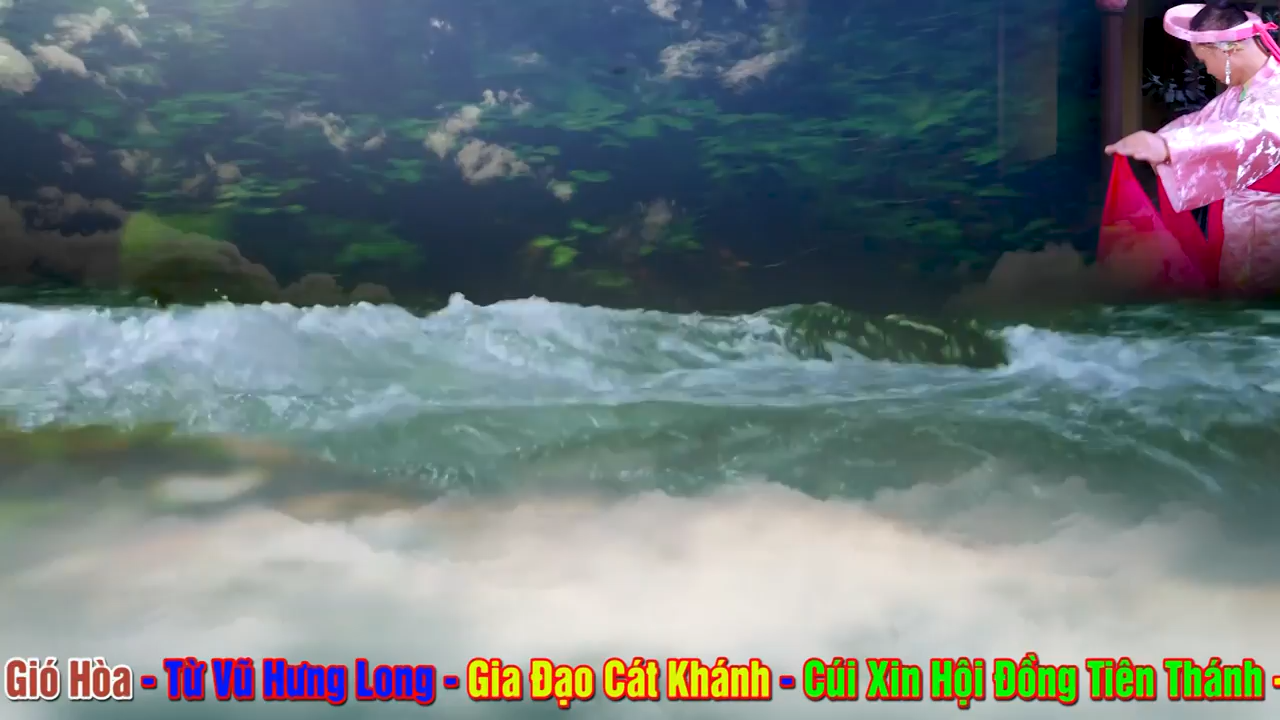 Gió Hòa - Từ Vũ Hưng Long - Gia Đạo Cát Khánh - Cúi Xin Hội Đồng Tiên Thánh -